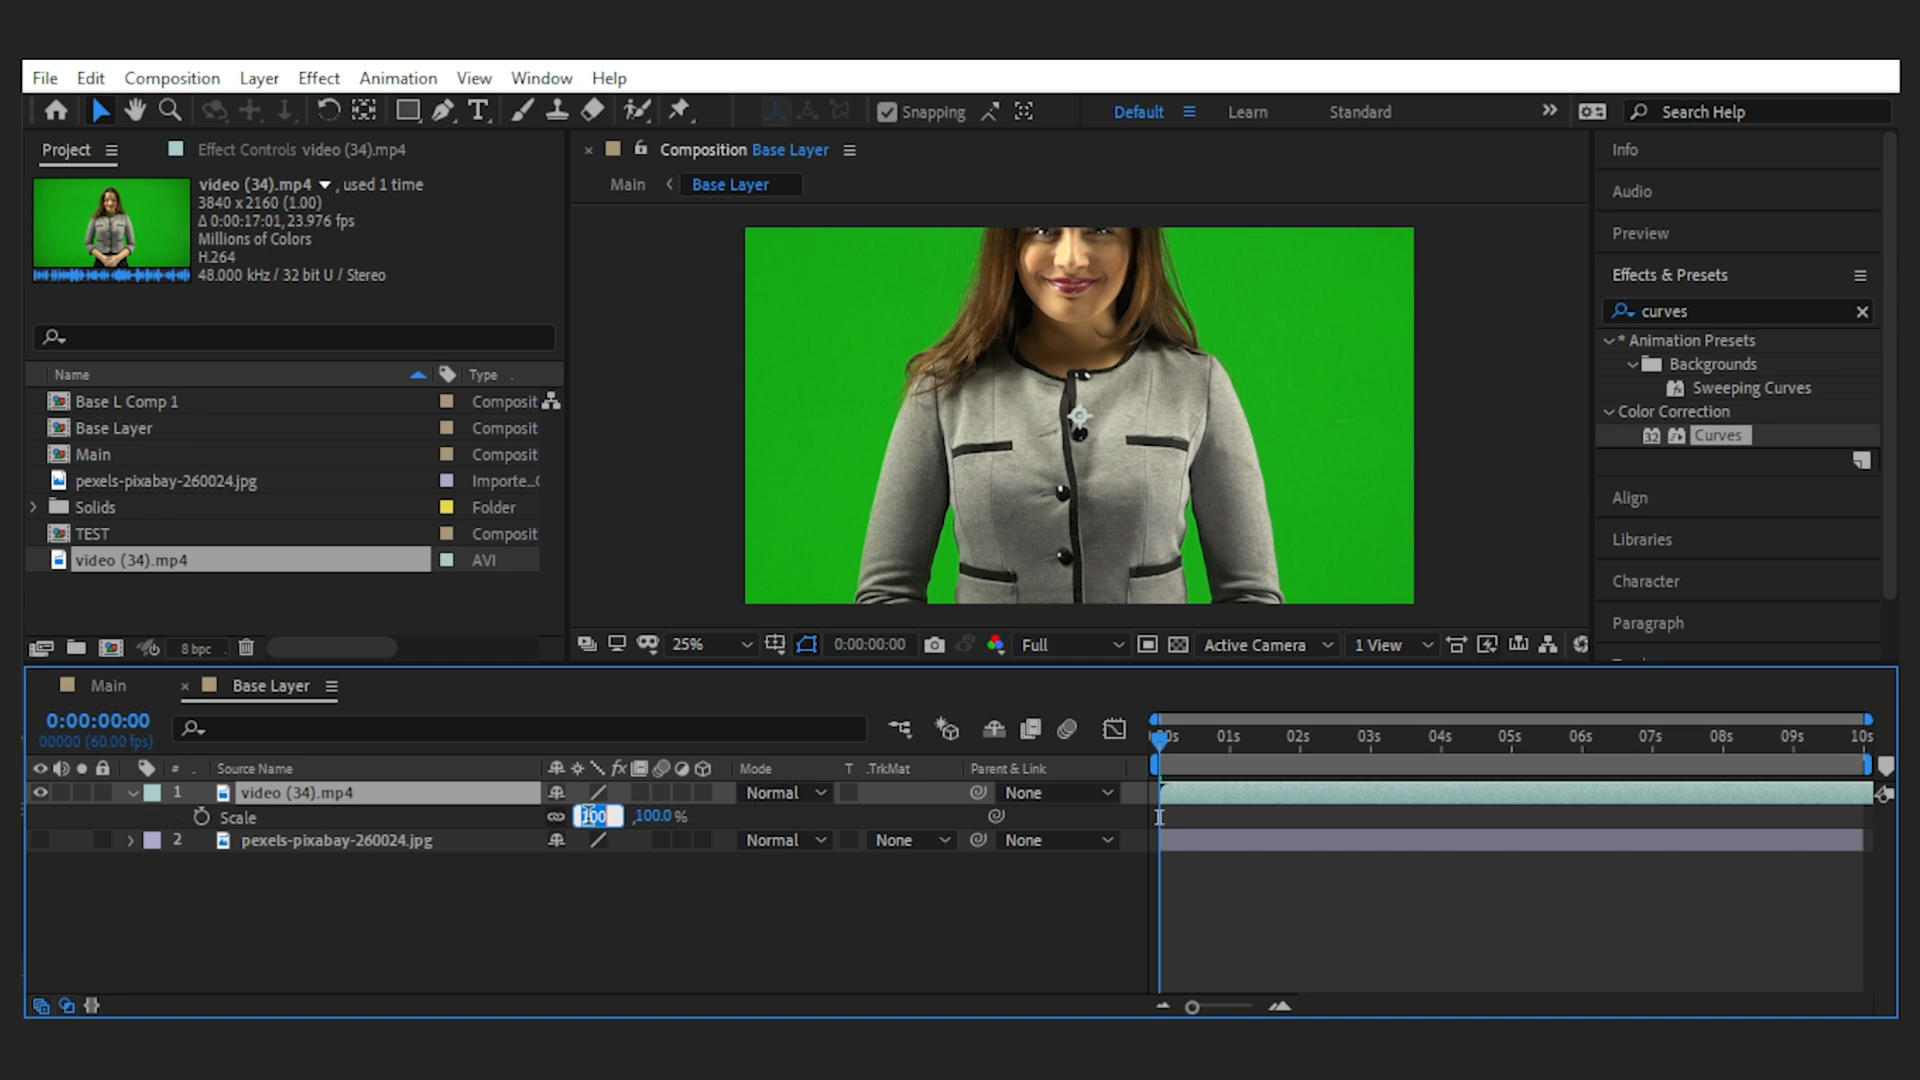 File Edit Composition Layer Effect Animation View Window Help
Snapping Default Learn Standard Search Help
Project Effect Controls video (34).mp4
video (34).mp4 , used 1 time
3840 x 2160 (1.00)
Δ 0:00:17:01, 23.976 fps
Millions of Colors
H.264
48.000 kHz / 32 bit U / Stereo
Name Type
Base L Comp 1 Composit
Base Layer Composit
Main Composit
pexels-pixabay-260024.jpg Importe...
Solids Folder
TEST Composit
video (34).mp4 AVI
8 bpc
Composition Base Layer
Main Base Layer
25% 0:00:00:00 Full Active Camera 1 View
Info
Audio
Preview
Effects & Presets
curves
* Animation Presets
Backgrounds
Sweeping Curves
Color Correction
32 Curves
Align
Libraries
Character
Paragraph
Main Base Layer
0:00:00:00
00000 (60.00 fps)
01s 02s 03s 04s 05s 06s 07s 08s 09s 10s
# Source Name fx Mode T .TrkMat Parent & Link
1 video (34).mp4 Normal None
Scale 100 ,100.0 %
2 pexels-pixabay-260024.jpg Normal None None